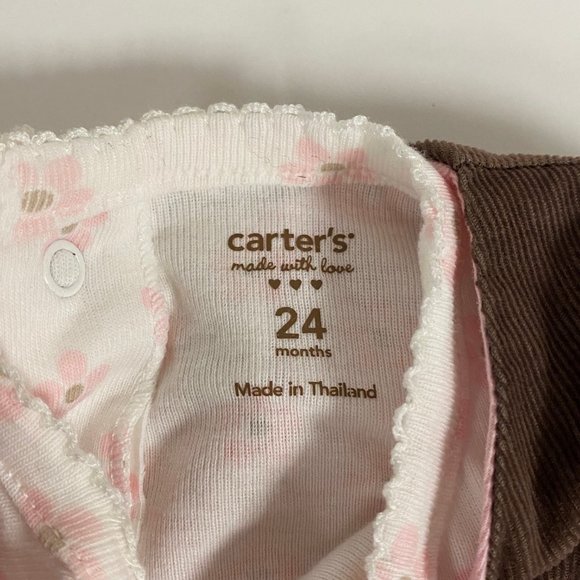 carter's
made with love
24
months
Made in Thailand